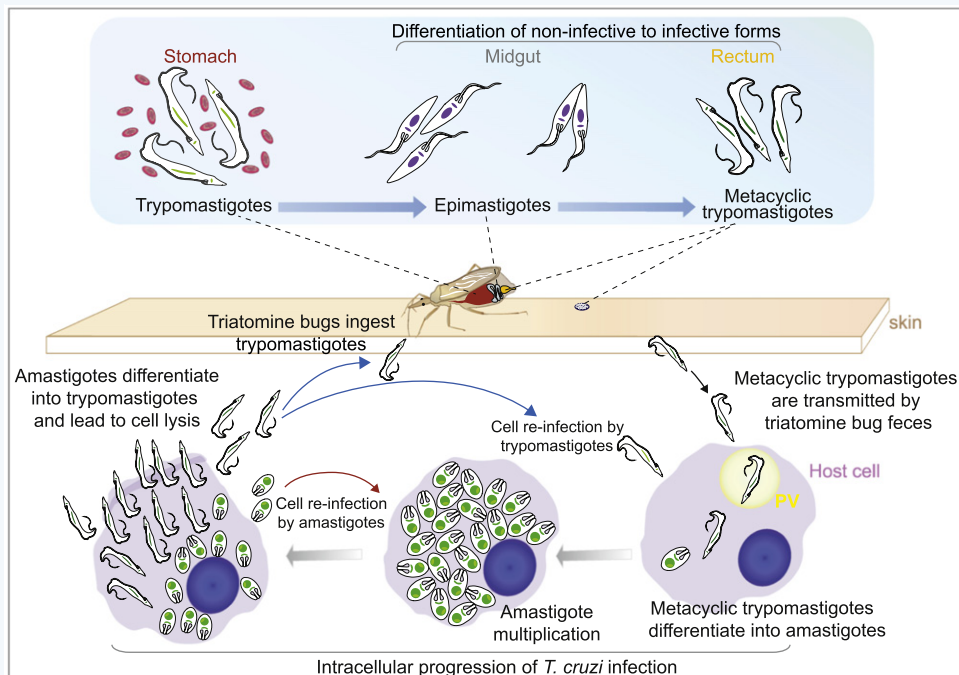 Differentiation of non-infective to infective forms
Stomach
Midgut
Rectum
Trypomastigotes
Epimastigotes
Metacyclic
trypomastigotes
skin
Triatomine bugs ingest
trypomastigotes
Amastigotes differentiate
into trypomastigotes
and lead to cell lysis
Metacyclic trypomastigotes
are transmitted by
triatomine bug feces
Cell re-infection by
trypomastigotes
Host cell
PV
Cell re-infection
by amastigotes
Amastigote
multiplication
Metacyclic trypomastigotes
differentiate into amastigotes
Intracellular progression of T. cruzi infection